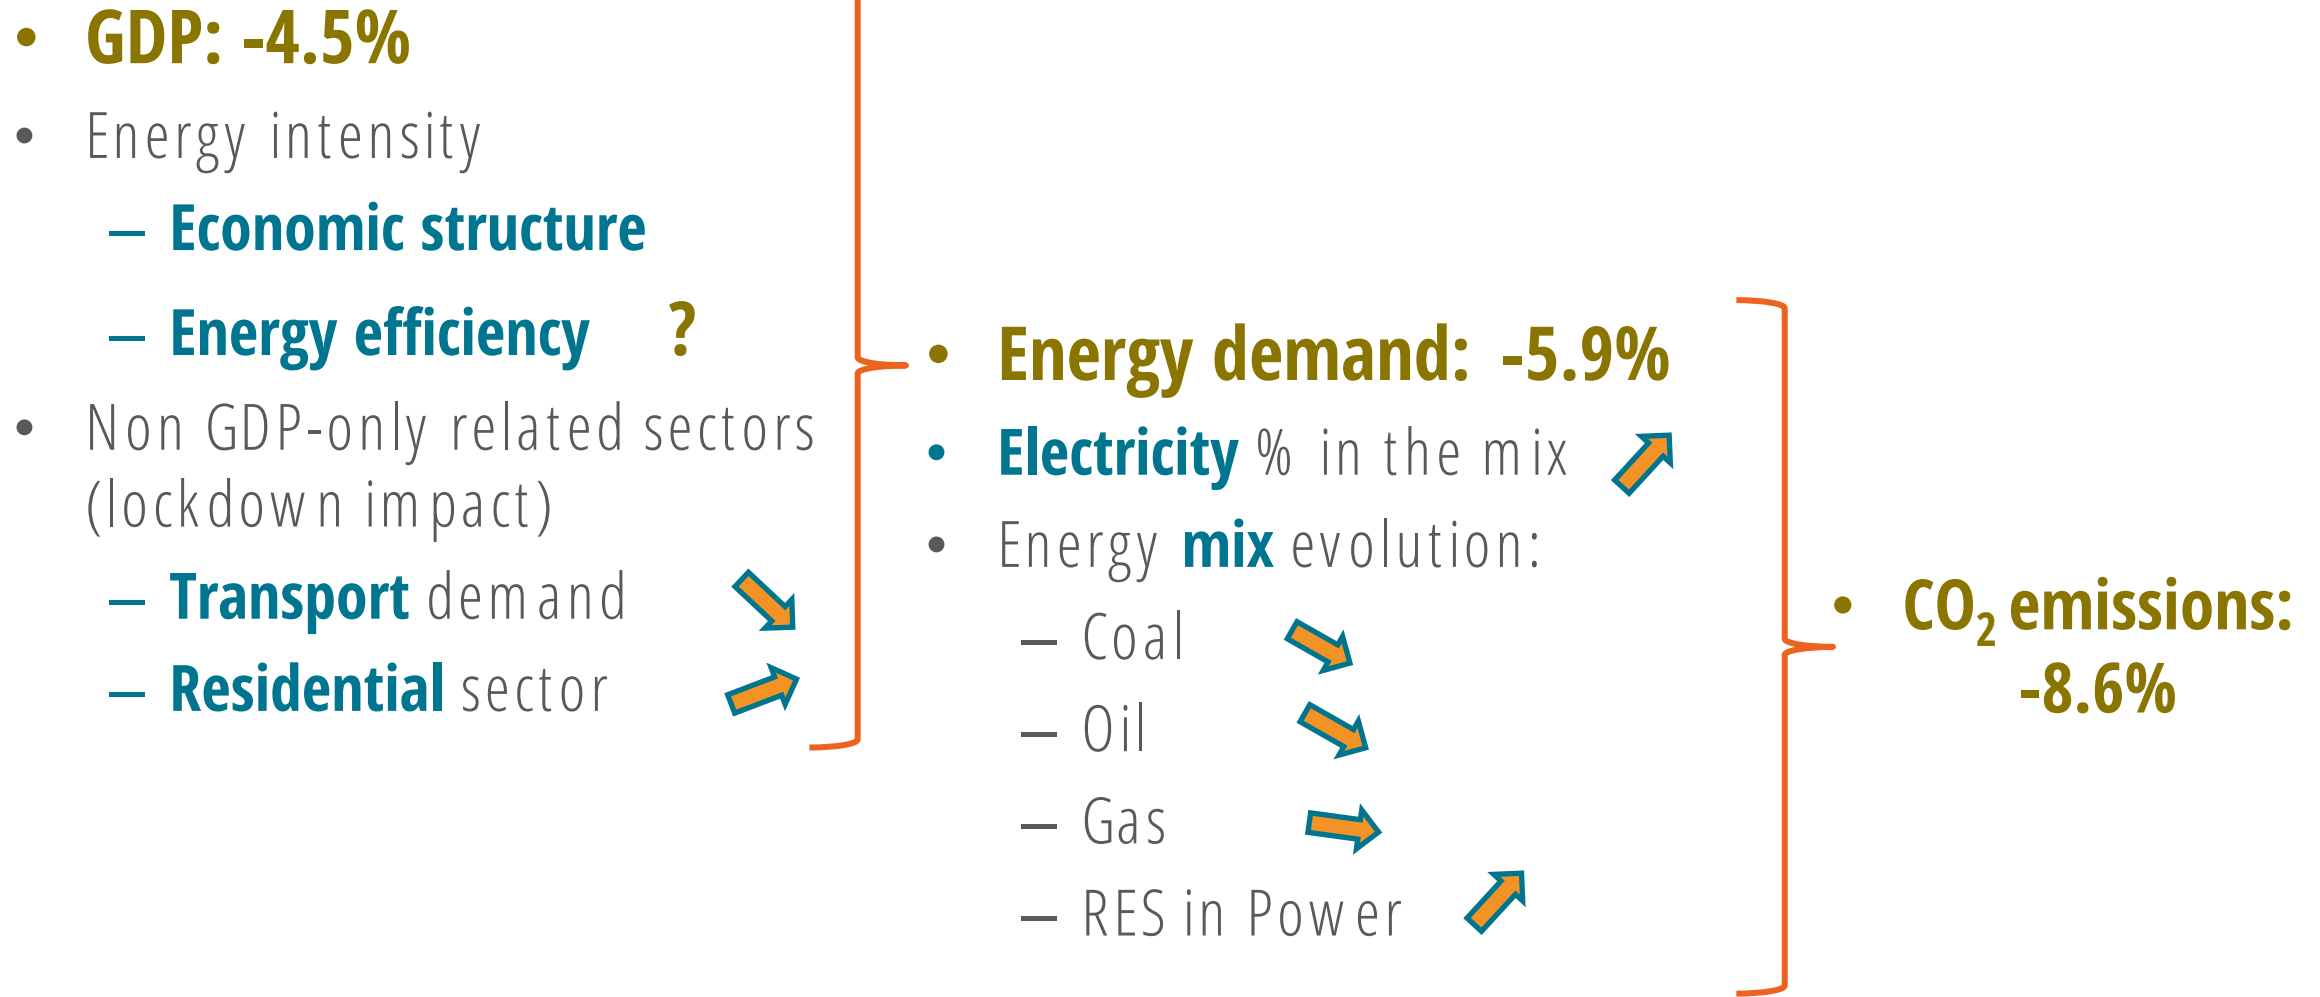 • GDP: -4.5%
• Energy intensity
– Economic structure
– Energy efficiency ?
• Non GDP-only related sectors
(lockdown impact)
– Transport demand
– Residential sector
• Energy demand: -5.9%
• Electricity % in the mix
• Energy mix evolution:
– Coal
– Oil
– Gas
– RES in Power
• CO₂ emissions:
-8.6%